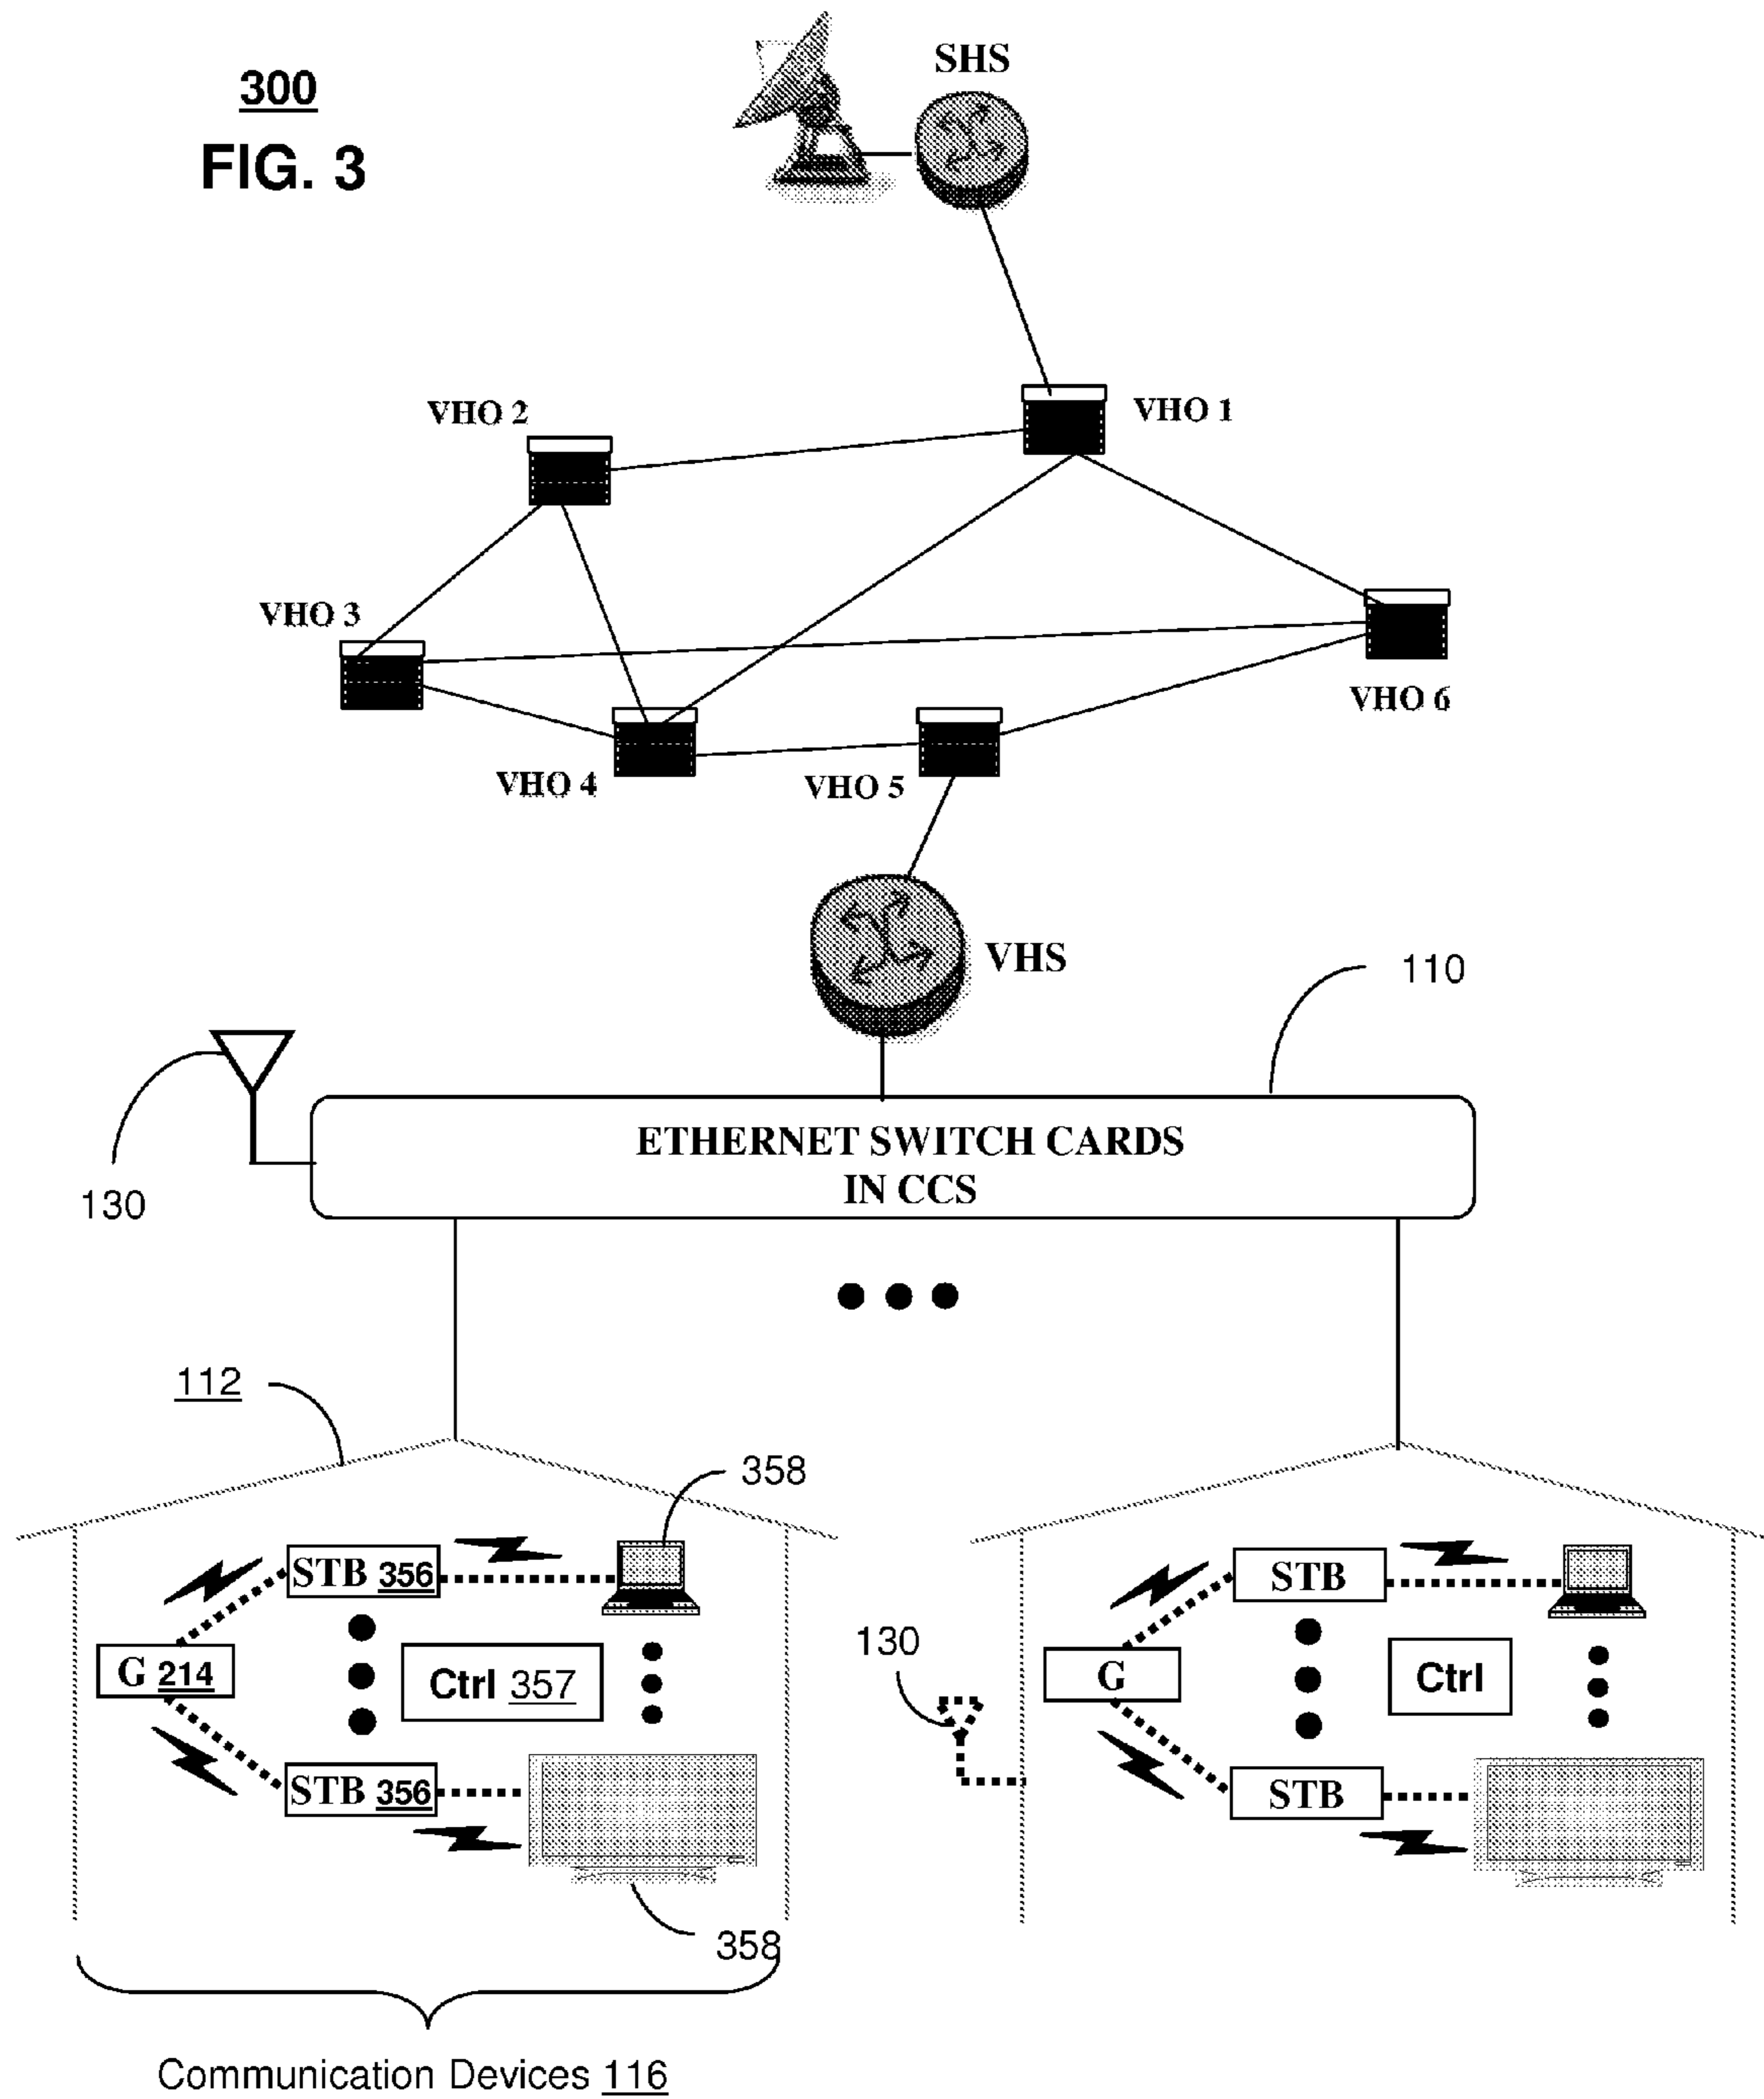 300
FIG. 3
SHS
VHO 2
VHO 1
VHO 3
VHO 6
VHO 4
VHO 5
VHS
110
130
ETHERNET SWITCH CARDS
IN CCS
112
358
STB 356
STB
G 214
Ctrl 357
130
G
Ctrl
STB 356
STB
358
Communication Devices 116